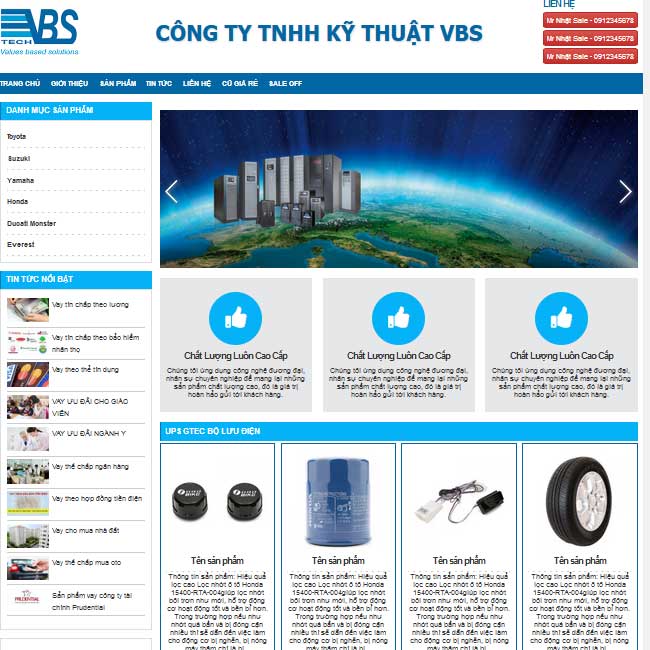 VBS
TECH
Values based solutions
CÔNG TY TNHH KỸ THUẬT VBS
LIÊN HỆ
Mr Nhật Sale - 0912345678
Mr Nhật Sale - 0912345678
Mr Nhật Sale - 0912345678
TRANG CHỦ GIỚI THIỆU SẢN PHẨM TIN TỨC LIÊN HỆ CŨ GIÁ RẺ SALE OFF
DANH MỤC SẢN PHẨM
Toyota
Suzuki
Yamaha
Honda
Ducati Monster
Everest
TIN TỨC NỔI BẬT
Vay tín chấp theo lương
Vay tín chấp theo bảo hiểm
nhân thọ
Vay theo thẻ tín dụng
VAY ƯU ĐÃI CHO GIÁO
VIÊN
VAY ƯU ĐÃI NGÀNH Y
Vay thế chấp ngân hàng
Vay theo hợp đồng tiền điện
Vay cho mua nhà đất
Vay thế chấp mua oto
PRUDENTIAL
Sản phẩm vay công ty tài
chính Prudential
Chất Lượng Luôn Cao Cấp
Chúng tôi ứng dụng công nghệ đương đại,
nhân sự chuyên nghiệp để mang lại những
sản phẩm chất lượng cao, đó là giá trị
hoàn hảo gửi tới khách hàng.
Chất Lượng Luôn Cao Cấp
Chúng tôi ứng dụng công nghệ đương đại,
nhân sự chuyên nghiệp để mang lại những
sản phẩm chất lượng cao, đó là giá trị
hoàn hảo gửi tới khách hàng.
Chất Lượng Luôn Cao Cấp
Chúng tôi ứng dụng công nghệ đương đại,
nhân sự chuyên nghiệp để mang lại những
sản phẩm chất lượng cao, đó là giá trị
hoàn hảo gửi tới khách hàng.
UPS GTEC BỘ LƯU ĐIỆN
Tên sản phẩm
Thông tin sản phẩm: Hiệu quả
lọc cao Lọc nhớt ô tô Honda
15400-RTA-004giúp lọc nhớt
bôi trơn như mới, hổ trợ động
cơ hoạt động tốt và bền bỉ hơn.
Trong trường hợp nếu như
nhớt quá bẩn và bị đóng cặn
nhiều thì sẽ dẫn đến việc làm
cho động cơ bị nghẽn, bị nóng
máy thậm chí là bị
Tên sản phẩm
Thông tin sản phẩm: Hiệu quả
lọc cao Lọc nhớt ô tô Honda
15400-RTA-004giúp lọc nhớt
bôi trơn như mới, hổ trợ động
cơ hoạt động tốt và bền bỉ hơn.
Trong trường hợp nếu như
nhớt quá bẩn và bị đóng cặn
nhiều thì sẽ dẫn đến việc làm
cho động cơ bị nghẽn, bị nóng
máy thậm chí là bị
Tên sản phẩm
Thông tin sản phẩm: Hiệu quả
lọc cao Lọc nhớt ô tô Honda
15400-RTA-004giúp lọc nhớt
bôi trơn như mới, hổ trợ động
cơ hoạt động tốt và bền bỉ hơn.
Trong trường hợp nếu như
nhớt quá bẩn và bị đóng cặn
nhiều thì sẽ dẫn đến việc làm
cho động cơ bị nghẽn, bị nóng
máy thậm chí là bị
Tên sản phẩm
Thông tin sản phẩm: Hiệu quả
lọc cao Lọc nhớt ô tô Honda
15400-RTA-004giúp lọc nhớt
bôi trơn như mới, hổ trợ động
cơ hoạt động tốt và bền bỉ hơn.
Trong trường hợp nếu như
nhớt quá bẩn và bị đóng cặn
nhiều thì sẽ dẫn đến việc làm
cho động cơ bị nghẽn, bị nóng
máy thậm chí là bị